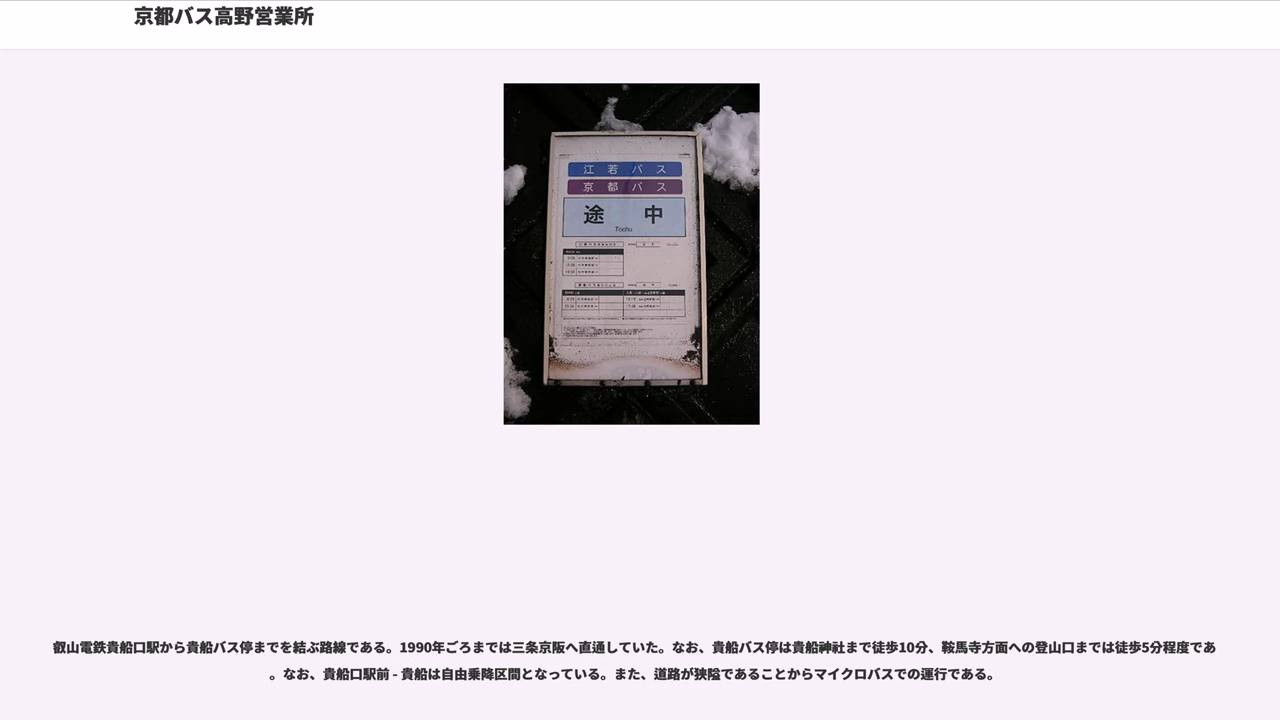 京都バス高野営業所
江若バス
京都バス
途中
Tochu
叡山電鉄貴船口駅から貴船バス停までを結ぶ路線である。1990年ごろまでは三条京阪へ直通していた。なお、貴船バス停は貴船神社まで徒歩10分、鞍馬寺方面への登山口までは徒歩5分程度であ
。なお、貴船口駅前 - 貴船は自由乗降区間となっている。また、道路が狭隘であることからマイクロバスでの運行である。